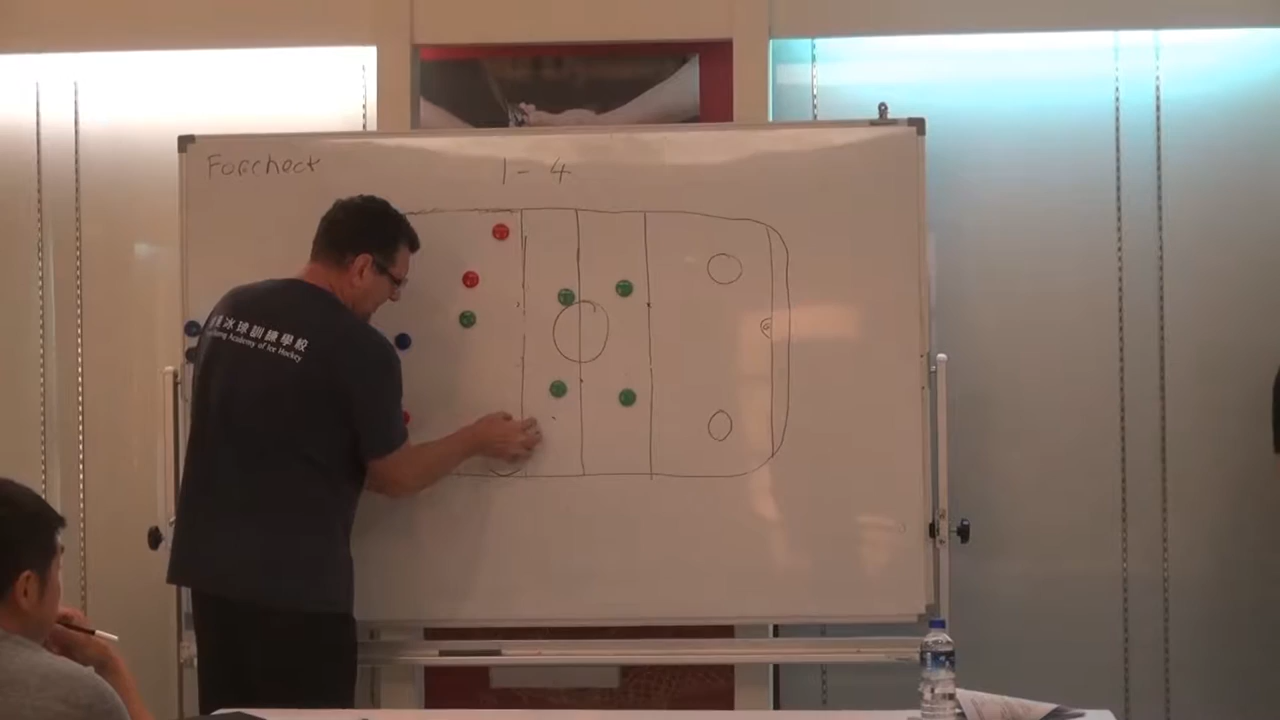 Forcheck
1- 4
冰球訓練學校
Academy of Ice Hockey